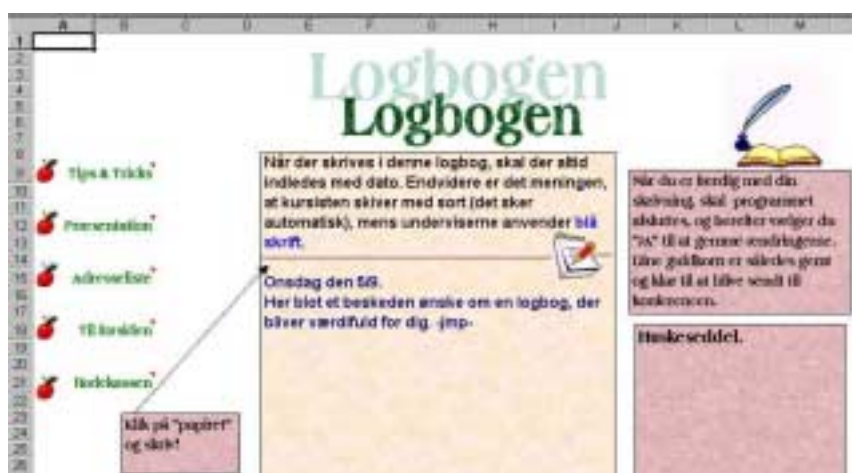 A B C D E F G H I J K L M
Logbogen
Logbogen
Tips & Tricks
Præsentation
Adresseliste
Til forsiden
Rodekassen
Når der skrives i denne logbog, skal der altid
indledes med dato. Endvidere er det meningen,
at kursisten skiver med sort (det sker
automatisk), mens underviserne anvender blå
skrift.
Onsdag den 5/9.
Her blot et beskeden ønske om en logbog, der
bliver værdifuld for dig. -jmp-
Klik på "papiret"
og skriv!
Når du er færdig med din
skrivning, skal programmet
afsluttes, og herefter vælger du
"JA" til at gemme ændringerne.
Dine guldkorn er således gemt
og klar til at blive sendt til
konferencen.
Huskeseddel.